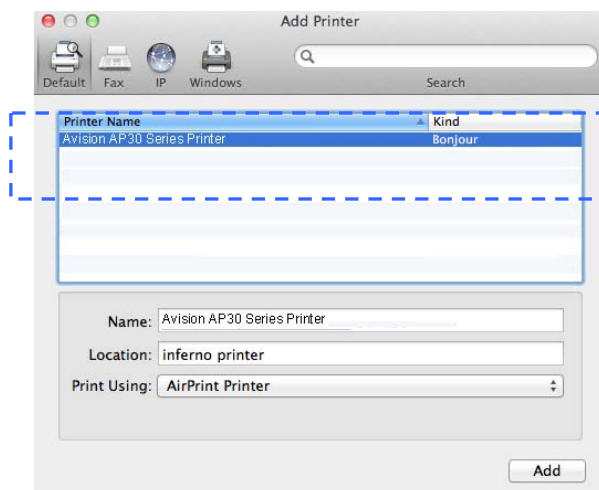 Add Printer
Default Fax IP Windows Search
Printer Name Kind
Avision AP30 Series Printer Bonjour
Name: Avision AP30 Series Printer
Location: inferno printer
Print Using: AirPrint Printer
Add